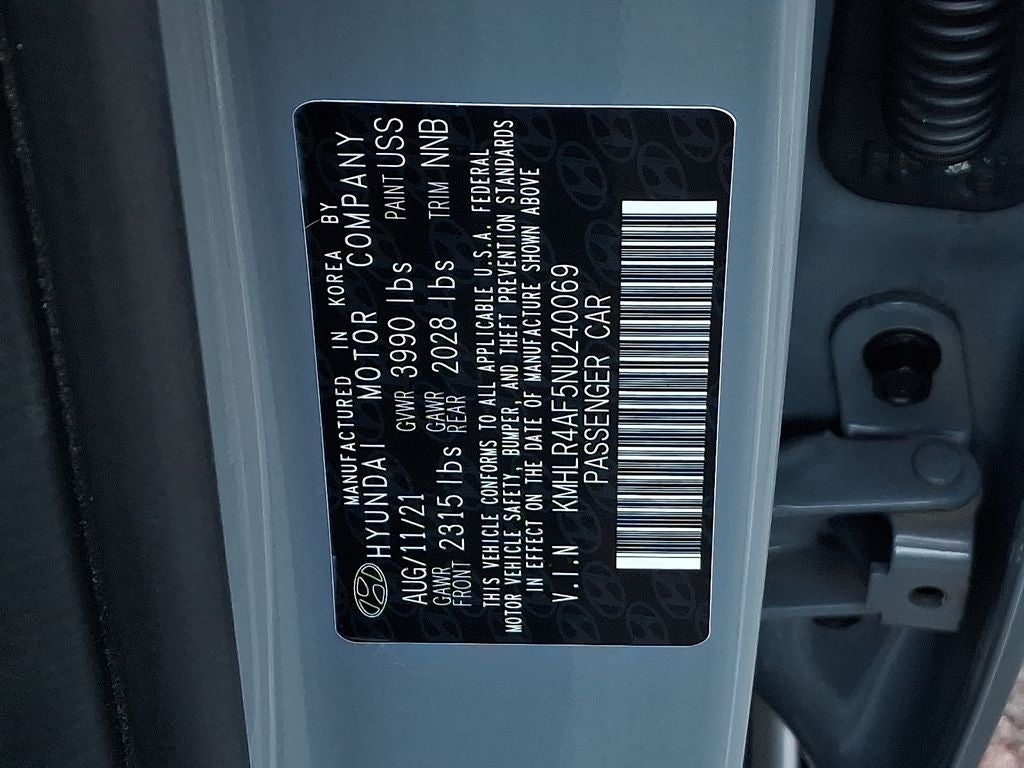 MANUFACTURED IN KOREA BY
HYUNDAI MOTOR COMPANY
AUG/11/21 GVWR 3990 lbs PAINT USS
GAWR FRONT 2315 lbs GAWR REAR 2028 lbs TRIM NNB
THIS VEHICLE CONFORMS TO ALL APPLICABLE U.S.A. FEDERAL
MOTOR VEHICLE SAFETY, BUMPER, AND THEFT PREVENTION STANDARDS
IN EFFECT ON THE DATE OF MANUFACTURE SHOWN ABOVE
V.I.N KMHLR4AF5NU240069
PASSENGER CAR